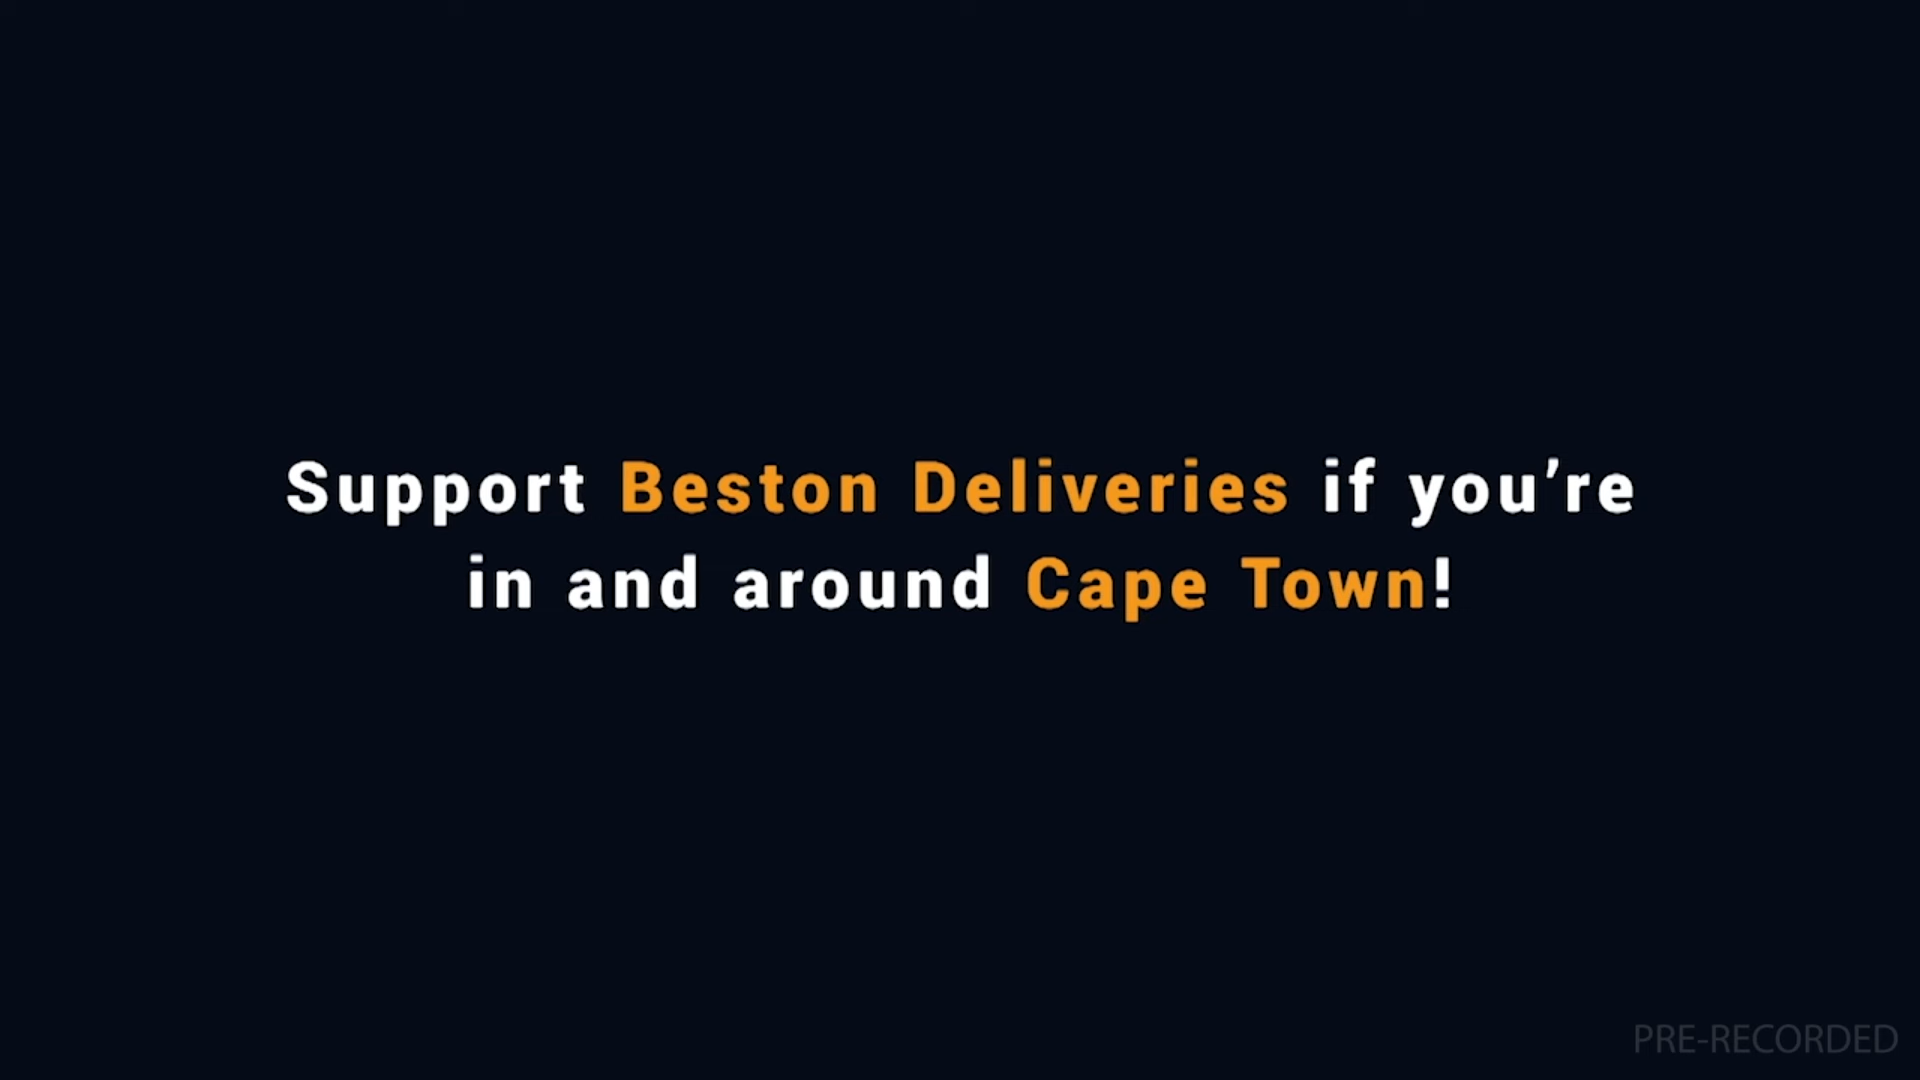 Support Beston Deliveries if you’re
in and around Cape Town!
PRE-RECORDED